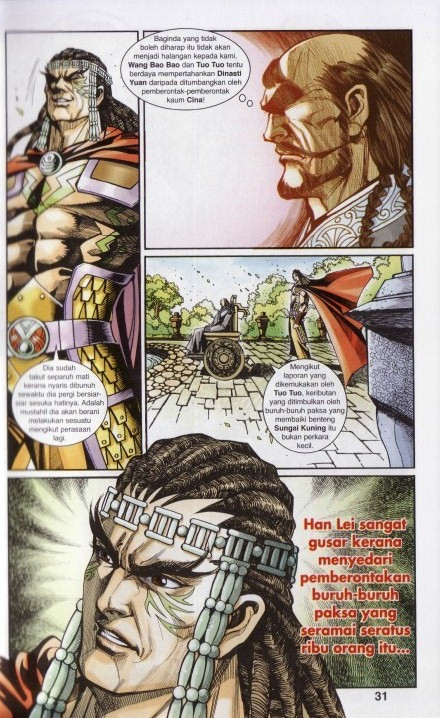 Baginda yang tidak
boleh diharap itu tidak akan
menjadi halangan kepada kami.
Wang Bao Bao dan Tuo Tuo tentu
berdaya mempertahankan Dinasti
Yuan daripada ditumbangkan oleh
pemberontak-pemberontak
kaum Cina!
Dia sudah
takut separuh mati
kerana nyaris dibunuh
sewaktu dia pergi bersiar-
siar sesuka hatinya. Adalah
mustahil dia akan berani
melakukan sesuatu
mengikut perasaan
lagi.
Mengikut
laporan yang
dikemukakan oleh
Tuo Tuo, keributan
yang ditimbulkan oleh
buruh-buruh paksa yang
membaiki benteng
Sungai Kuning itu
bukan perkara
kecil.
Han Lei sangat
gusar kerana
menyedari
pemberontakan
buruh-buruh
paksa yang
seramai seratus
ribu orang itu...
31